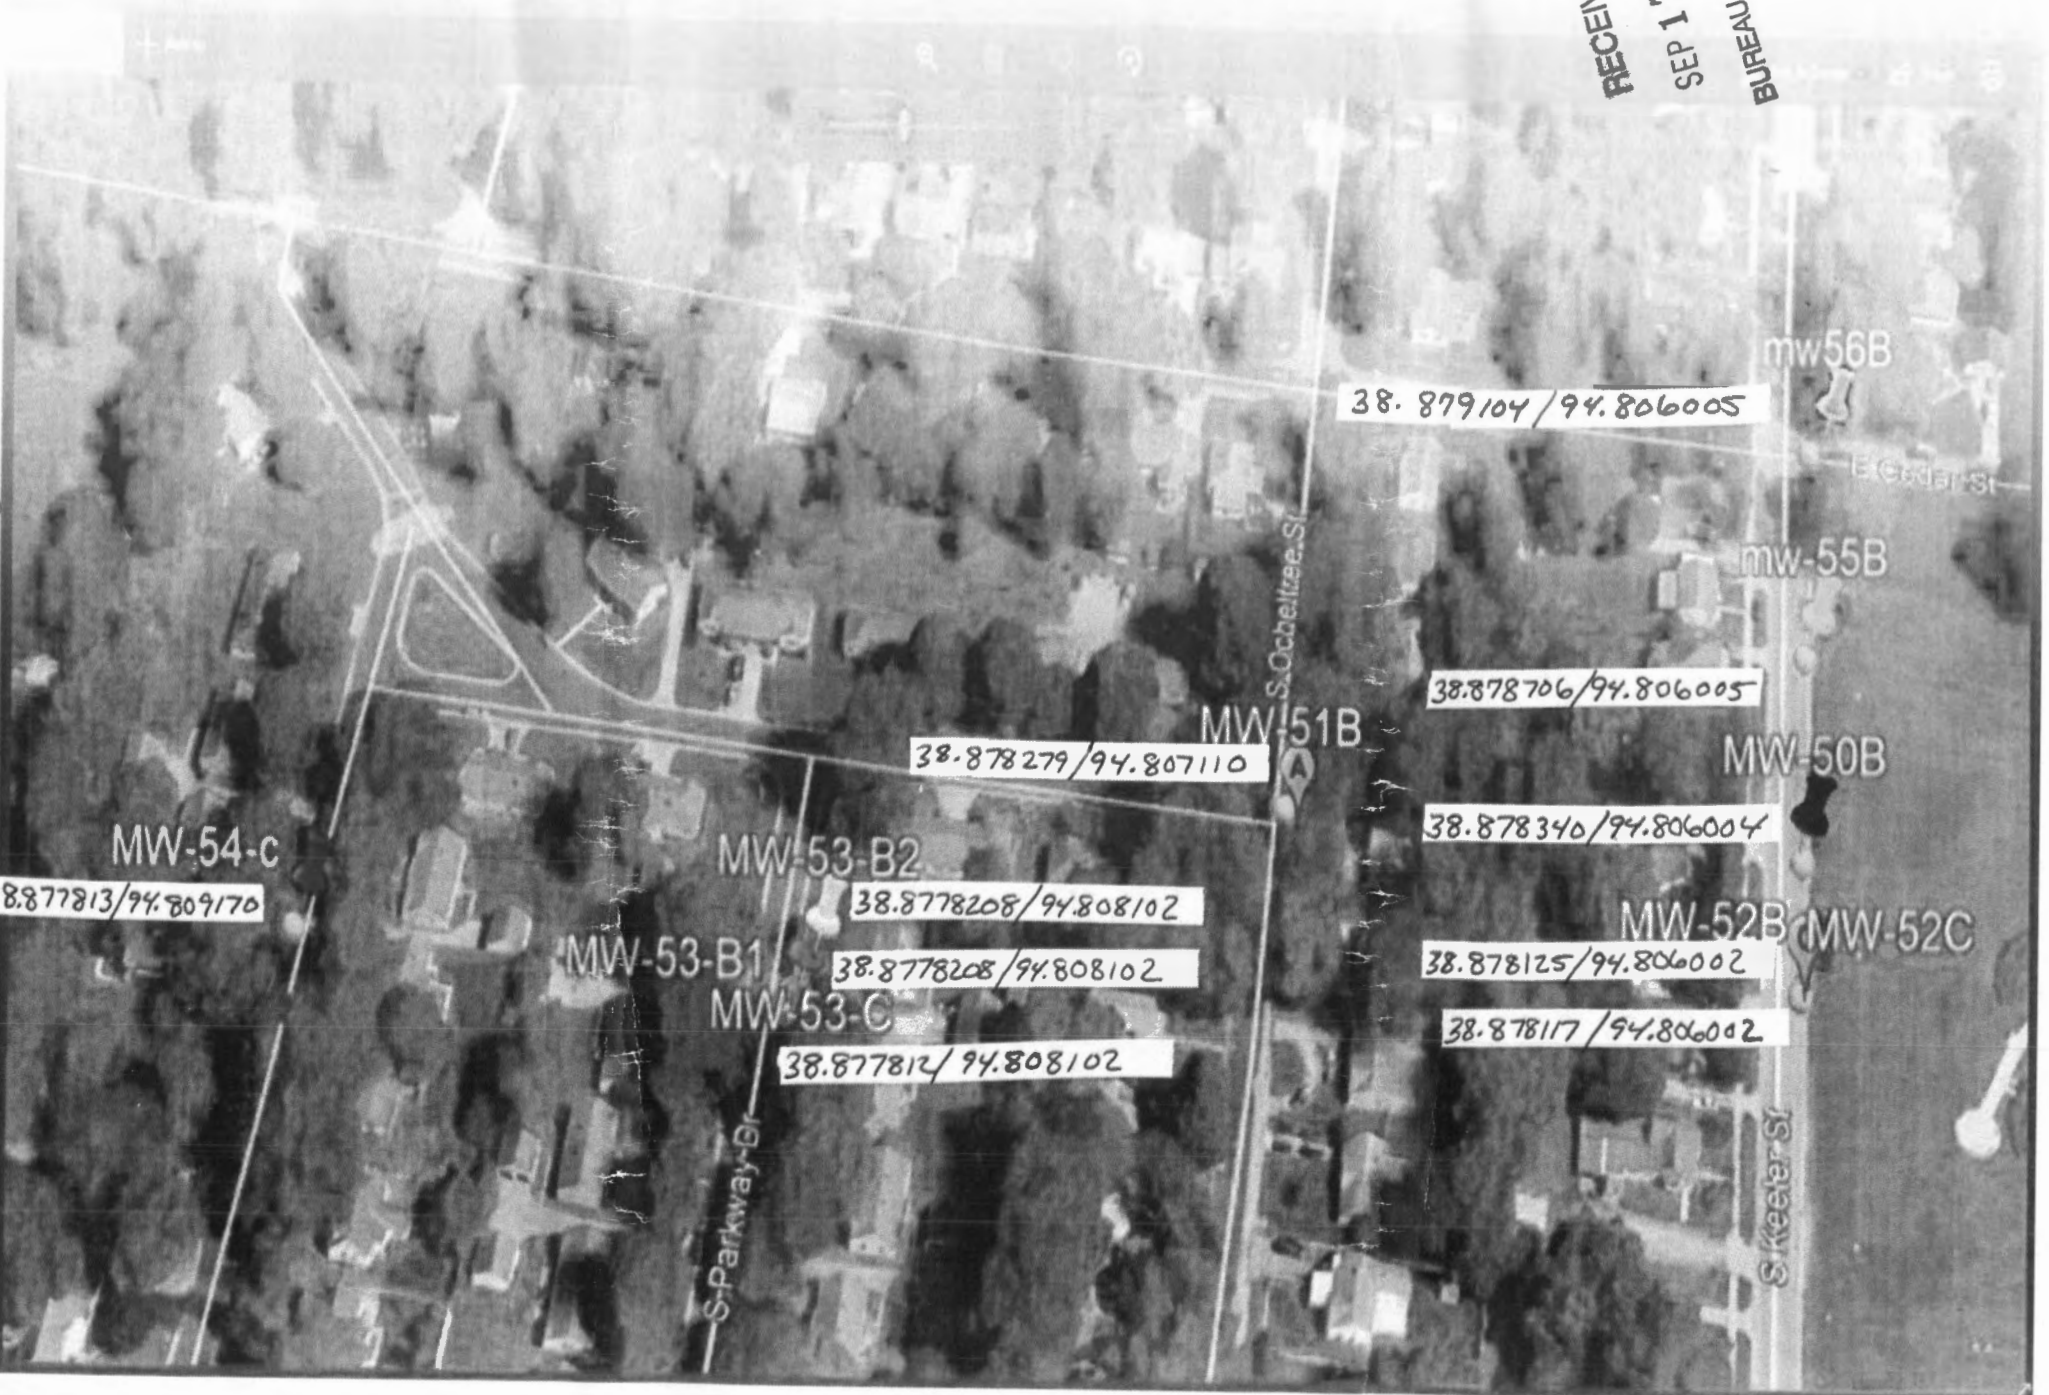 RECEIV
SEP 1
BUREAU
mw56B
38.879104/94.806005
E Cedar St
S Ocheltree St
mw-55B
38.878706/94.806005
MW-51B
38.878279/94.807110
A
MW-50B
38.878340/94.806004
MW-54-c
8.877813/94.809170
MW-53-B2
38.8778208/94.808102
MW-52B
MW-52C
MW-53-B1
38.8778208/94.808102
38.878125/94.806002
MW-53-C
38.878117/94.806002
38.877812/94.808102
S Parkway Dr
S Keeler St